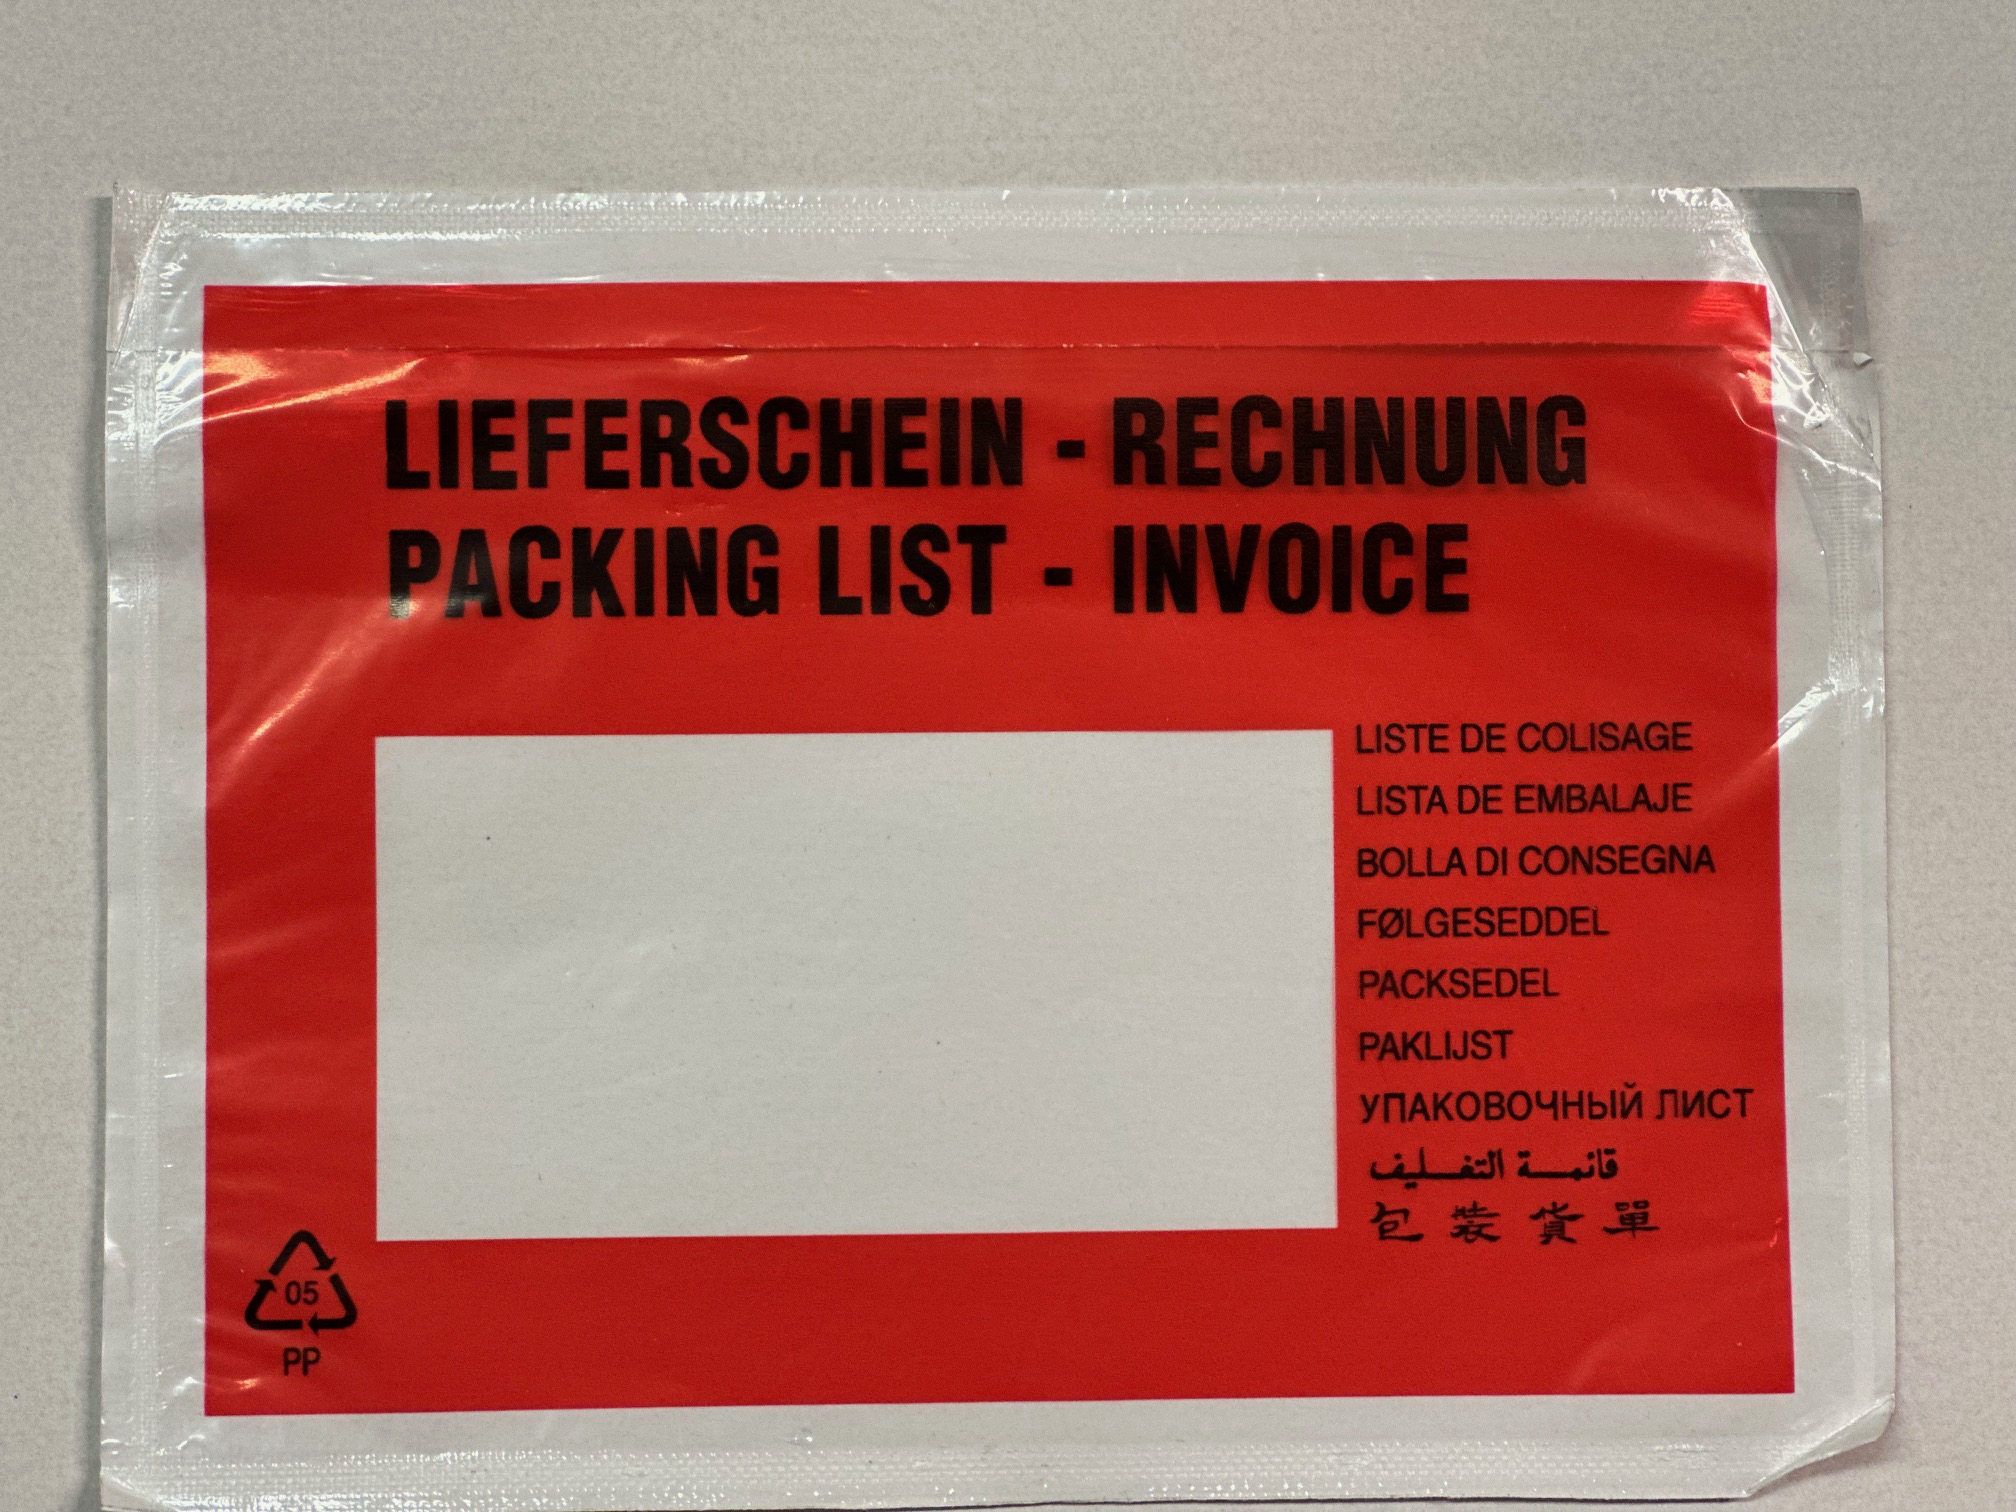 LIEFERSCHEIN - RECHNUNG
PACKING LIST - INVOICE
LISTE DE COLISAGE
LISTA DE EMBALAJE
BOLLA DI CONSEGNA
FØLGESEDDEL
PACKSEDEL
PAKLIJST
УПАКОВОЧНЫЙ ЛИСТ
قائمة التغليف
包裝貨單
05
PP